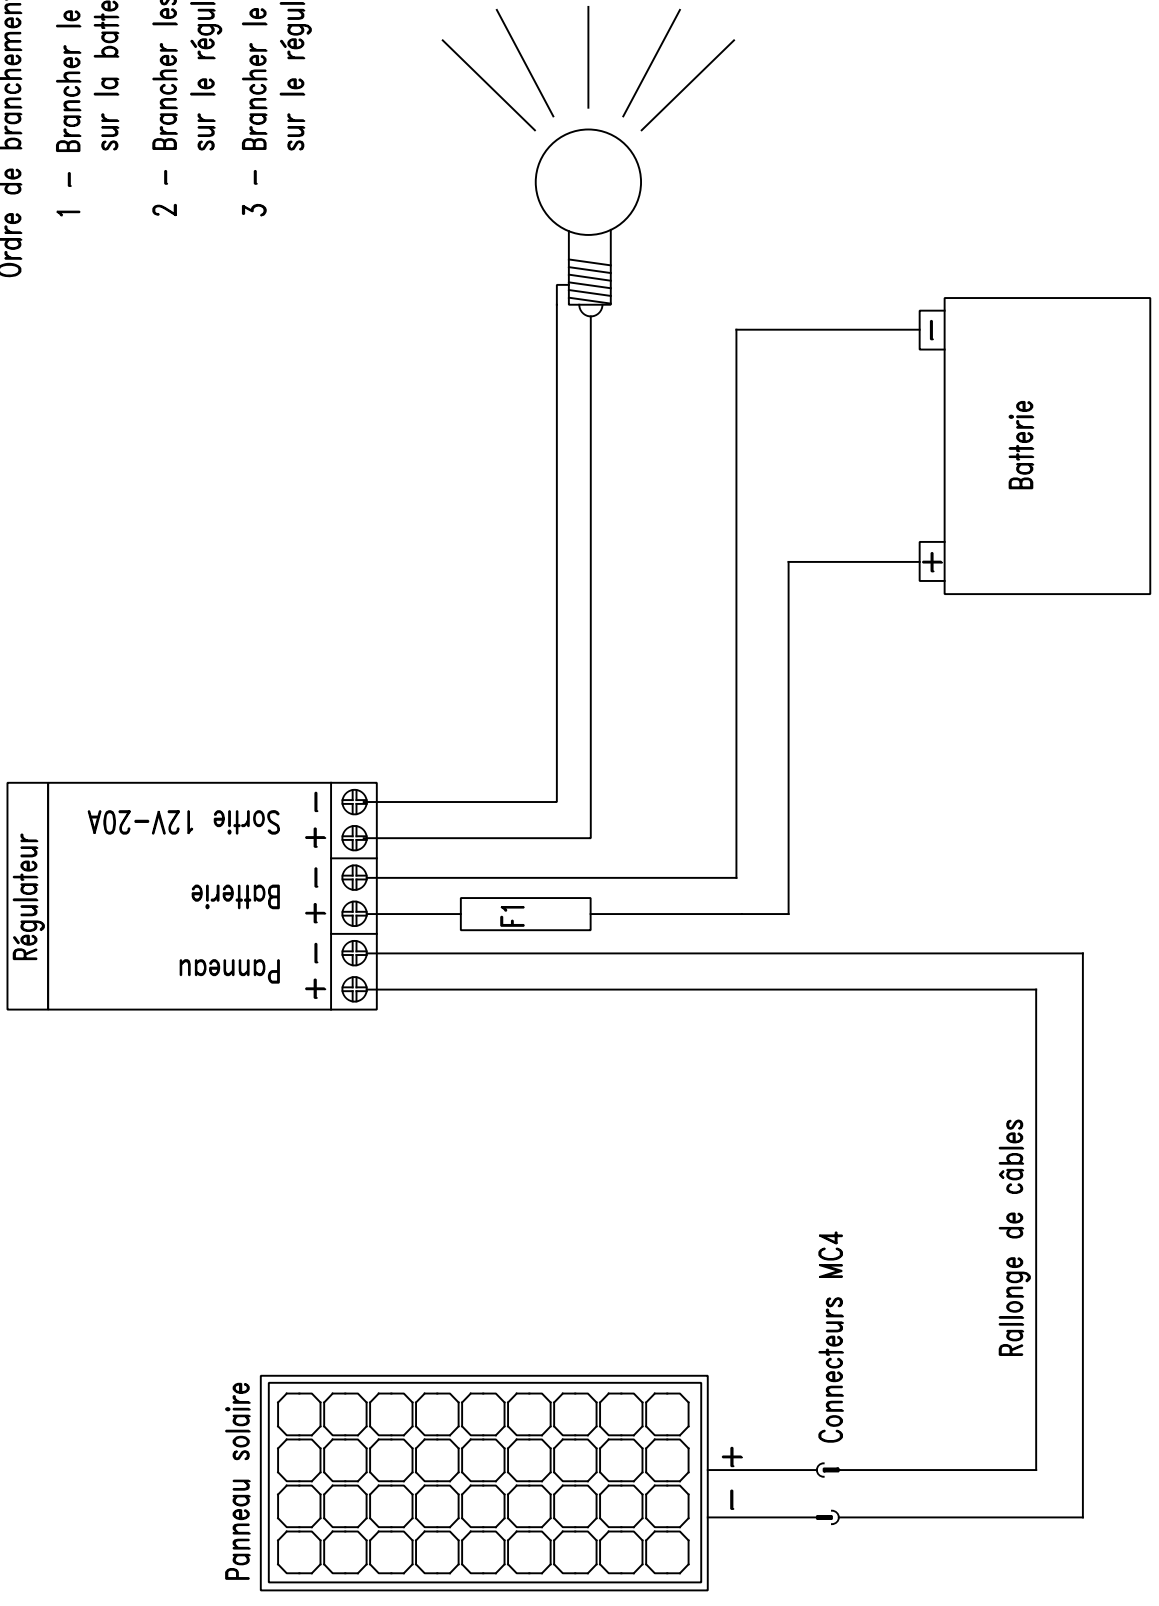 Ordre de branchement
1 - Brancher le
sur la batte
2 - Brancher les
sur le régul
3 - Brancher le
sur le régul
Régulateur
Panneau
Batterie
Sortie 12V-20A
+ - + - + -
F1
Panneau solaire
- +
Connecteurs MC4
Rallonge de câbles
+ -
Batterie